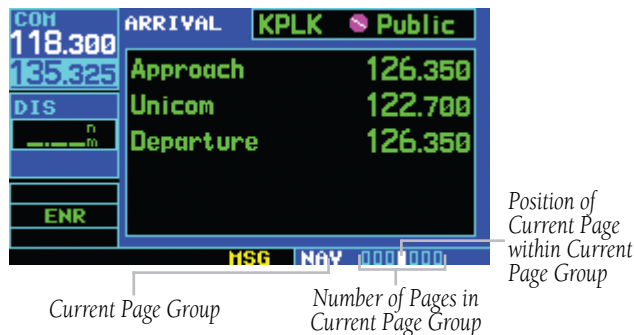 COM
118.300
135.325
DIS
__.__ n m
ENR
ARRIVAL KPLK Public
Approach 126.350
Unicom 122.700
Departure 126.350
MSG NAV
Current Page Group
Number of Pages in
Current Page Group
Position of
Current Page
within Current
Page Group